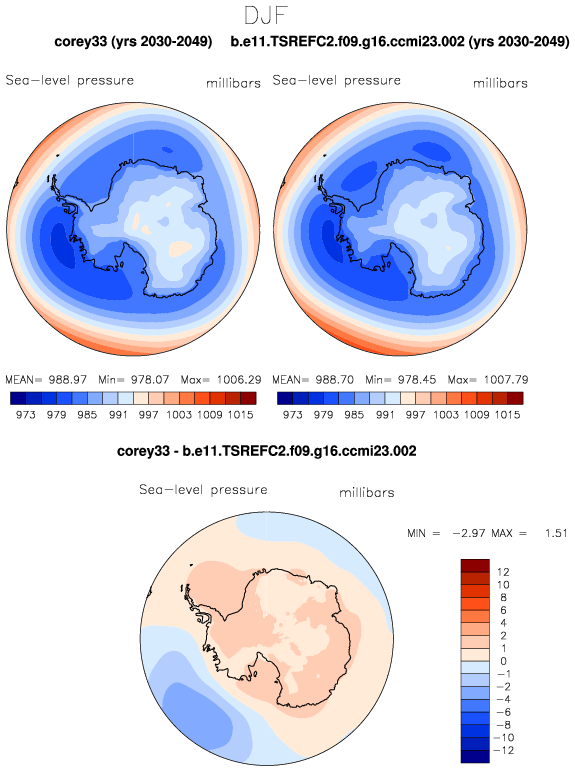 DJF
corey33 (yrs 2030-2049) b.e11.TSREFC2.f09.g16.ccmi23.002 (yrs 2030-2049)
Sea-level pressure millibars Sea-level pressure millibars
MEAN= 988.97 Min= 978.07 Max= 1006.29 MEAN= 988.70 Min= 978.45 Max= 1007.79
973 979 985 991 997 1003 1009 1015 973 979 985 991 997 1003 1009 1015
corey33 - b.e11.TSREFC2.f09.g16.ccmi23.002
Sea-level pressure millibars
MIN = -2.97 MAX = 1.51
12
10
8
6
4
2
1
0
-1
-2
-4
-6
-8
-10
-12